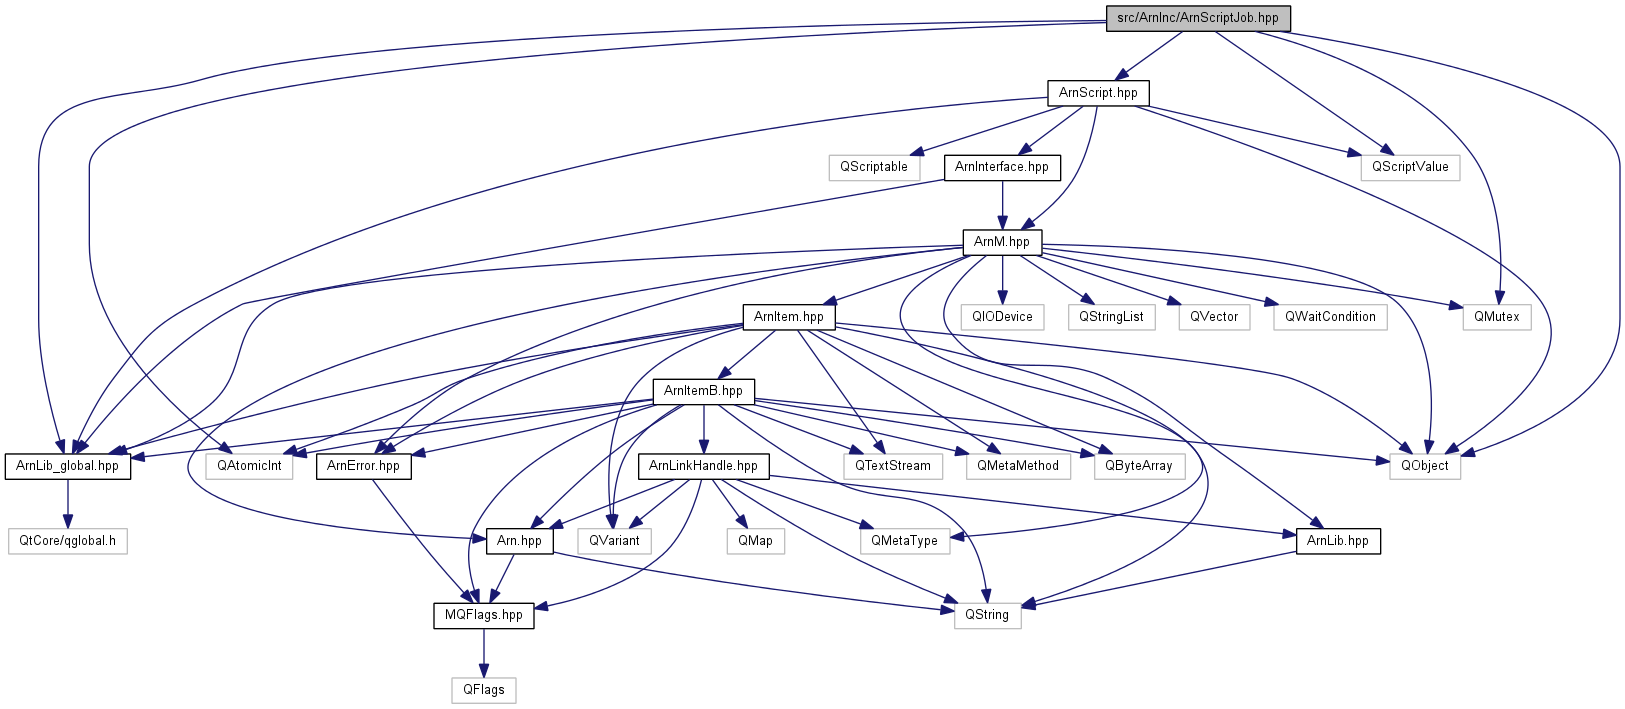 src/ArnInc/ArnScriptJob.hpp
ArnScript.hpp
QScriptable
ArnInterface.hpp
QScriptValue
ArnM.hpp
ArnItem.hpp
QIODevice
QStringList
QVector
QWaitCondition
QMutex
ArnItemB.hpp
ArnLib_global.hpp
QAtomicInt
ArnError.hpp
ArnLinkHandle.hpp
QTextStream
QMetaMethod
QByteArray
QObject
QtCore/qglobal.h
Arn.hpp
QVariant
QMap
QMetaType
ArnLib.hpp
MQFlags.hpp
QString
QFlags